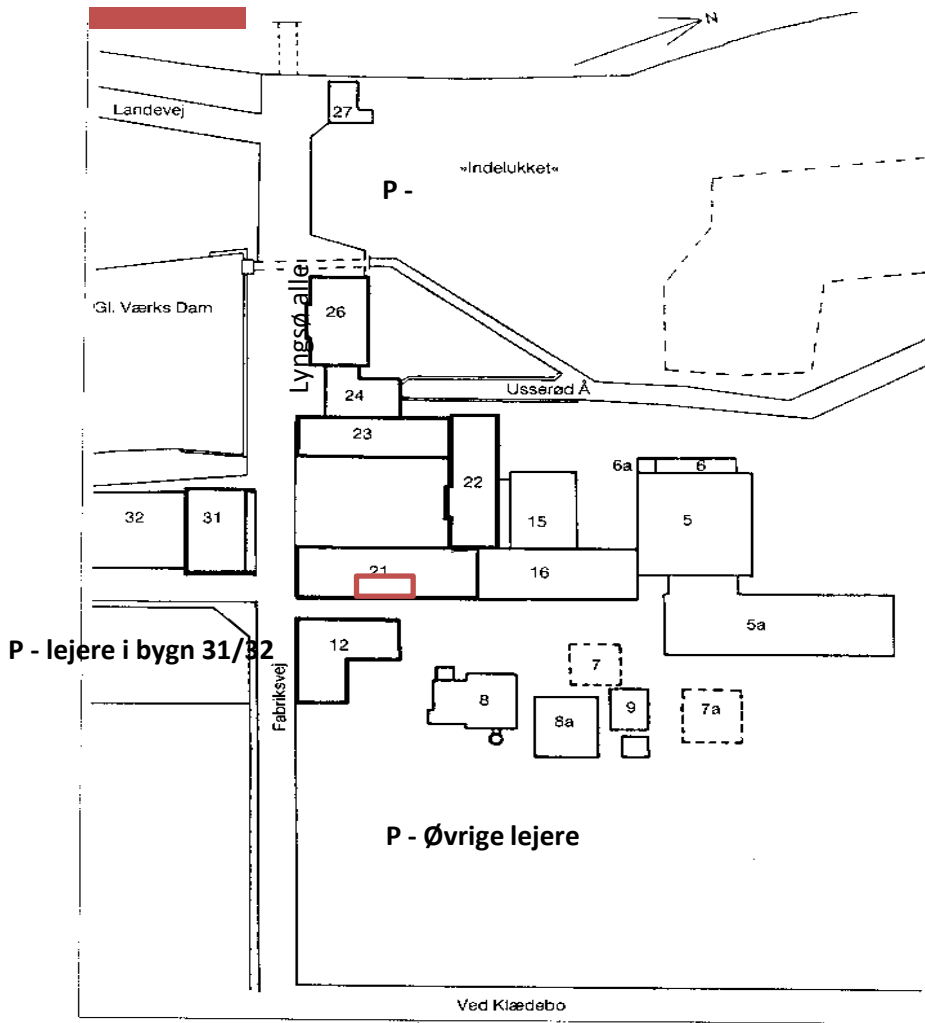 N
27
Landevej
»Indelukket«
P -
Lyngsø alle
Gl. Værks Dam
26
24
Usserød Å
23
22
6a
6
32
31
15
5
21
16
5a
P - lejere i bygn 31/32
12
7
8
9
7a
8a
Fabriksvej
P - Øvrige lejere
Ved Klædebo